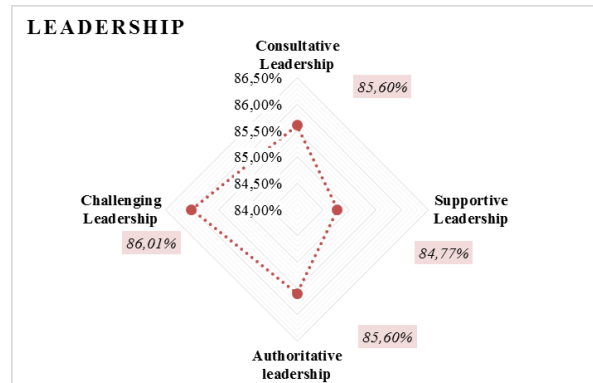 LEADERSHIP
Consultative
Leadership
85,60%
86,50%
86,00%
85,50%
85,00%
84,50%
84,00%
Challenging
Leadership
86,01%
Supportive
Leadership
84,77%
85,60%
Authoritative
leadership